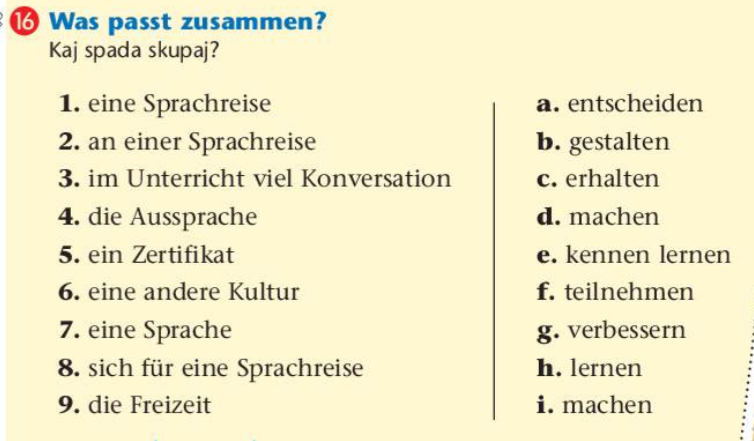 16 Was passt zusammen?
Kaj spada skupaj?
1. eine Sprachreise
2. an einer Sprachreise
3. im Unterricht viel Konversation
4. die Aussprache
5. ein Zertifikat
6. eine andere Kultur
7. eine Sprache
8. sich für eine Sprachreise
9. die Freizeit
a. entscheiden
b. gestalten
c. erhalten
d. machen
e. kennen lernen
f. teilnehmen
g. verbessern
h. lernen
i. machen